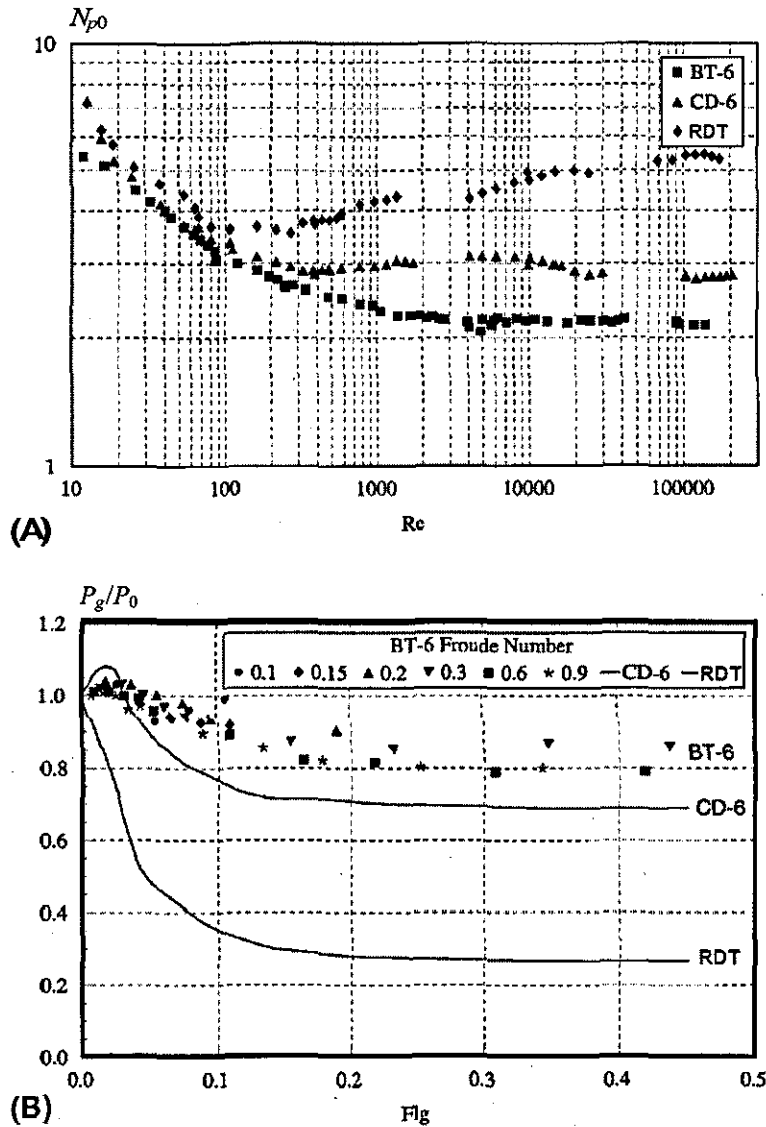 N_{p0}
10
BT-6
CD-6
RDT
1
10 100 1000 10000 100000
Re
(A)
P_g/P_0
1.2
1.0
0.8
0.6
0.4
0.2
0.0
BT-6 Froude Number
0.1 0.15 0.2 0.3 0.6 0.9 CD-6 RDT
BT-6
CD-6
RDT
0.0 0.1 0.2 0.3 0.4 0.5
Flg
(B)